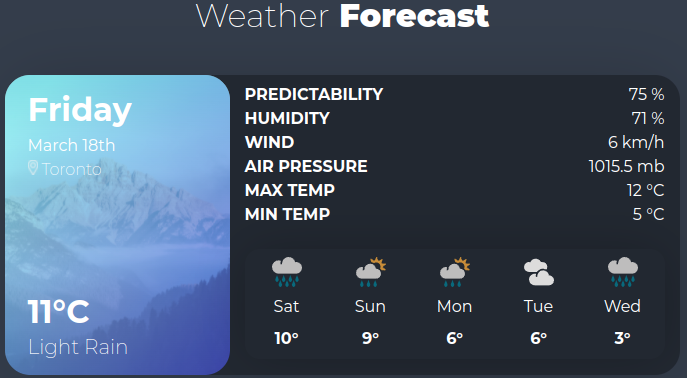 Weather Forecast
Friday
March 18th
Toronto
11°C
Light Rain
PREDICTABILITY 75 %
HUMIDITY 71 %
WIND 6 km/h
AIR PRESSURE 1015.5 mb
MAX TEMP 12 °C
MIN TEMP 5 °C
Sat Sun Mon Tue Wed
10° 9° 6° 6° 3°